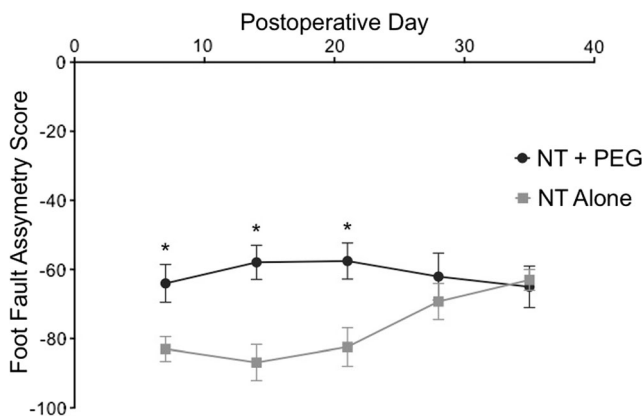 Postoperative Day
0 10 20 30 40
Foot Fault Assymetry Score
0
-20
-40
-60
-80
-100
* * *
NT + PEG
NT Alone